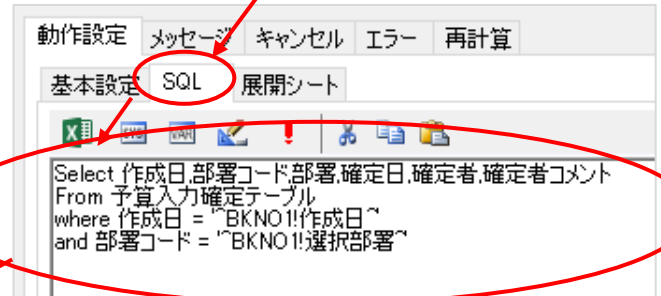 動作設定 メッセージ キャンセル エラー 再計算
基本設定 SQL 展開シート
SYS VAR
Select 作成日,部署コード,部署,確定日,確定者,確定者コメント
From 予算入力確定テーブル
where 作成日 = '^BKNO1!作成日^'
and 部署コード = '^BKNO1!選択部署^'